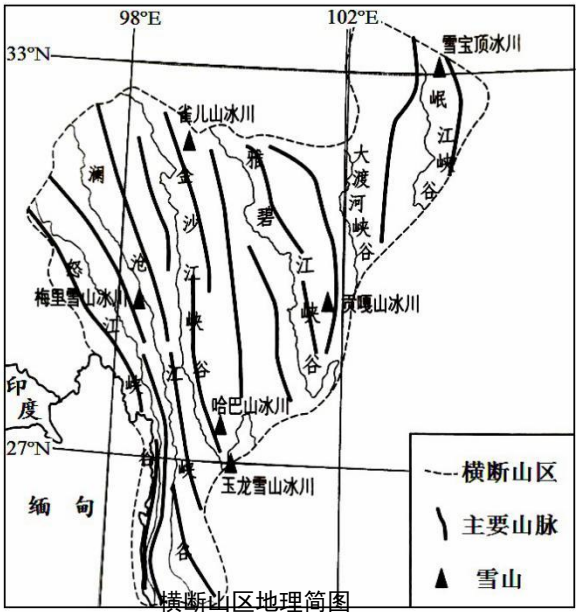 98°E
102°E
33°N
雪宝顶冰川
岷江峡谷
雀儿山冰川
大渡河峡谷
雅碧江峡谷
金沙江峡谷
澜沧江峡谷
怒江峡谷
梅里雪山冰川
贡嘎山冰川
哈巴山冰川
玉龙雪山冰川
印度
27°N
缅甸
横断山区
主要山脉
雪山
横断山区地理简图